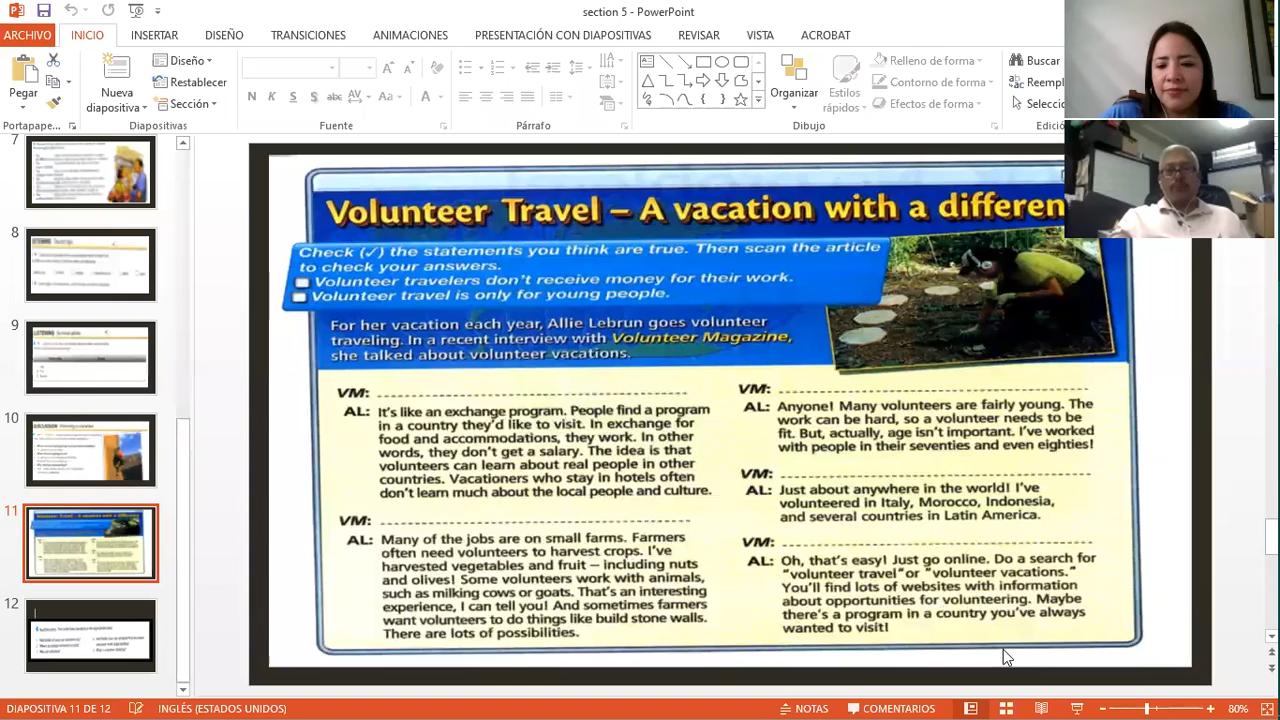 section 5 - PowerPoint
ARCHIVO INICIO INSERTAR DISEÑO TRANSICIONES ANIMACIONES PRESENTACIÓN CON DIAPOSITIVAS REVISAR VISTA ACROBAT
Pegar
Nueva
diapositiva
Diseño
Restablecer
Sección
N K S S abc AV Aa A
Organizar
Estilos
rápidos
Relleno de forma
Contorno de forma
Efectos de forma
Buscar
Reempl
Selecci
Portapape...
Diapositivas
Fuente
Párrafo
Dibujo
Edició
7
8
9
10
11
12
Volunteer Travel – A vacation with a differen
Check (✓) the statements you think are true. Then scan the article
to check your answers.
Volunteer travelers don't receive money for their work.
Volunteer travel is only for young people.
For her vacation each year, Allie Lebrun goes volunteer
traveling. In a recent interview with Volunteer Magazine,
she talked about volunteer vacations.
VM:
AL: It's like an exchange program. People find a program
in a country they'd like to visit. In exchange for
food and accommodations, they work. In other
words, they don't get a salary. The idea is that
volunteers can learn about real people in other
countries. Vacationers who stay in hotels often
don't learn much about the local people and culture.
VM:
AL: Many of the jobs are on small farms. Farmers
often need volunteers to harvest crops. I've
harvested vegetables and fruit – including nuts
and olives! Some volunteers work with animals,
such as milking cows or goats. That's an interesting
experience, I can tell you! And sometimes farmers
want volunteers to do things like build stone walls.
There are lots of possibilities.
VM:
AL: Anyone! Many volunteers are fairly young. The
work can be hard, so a volunteer needs to be
fit. But, actually, age isn't important. I've worked
with people in their seventies and even eighties!
VM:
AL: Just about anywhere in the world! I've
volunteered in Italy, Morocco, Indonesia,
and several countries in Latin America.
VM:
AL: Oh, that's easy! Just go online. Do a search for
"volunteer travel" or "volunteer vacations."
You'll find lots of websites with information
about opportunities for volunteering. Maybe
there's a program in a country you've always
wanted to visit!
DIAPOSITIVA 11 DE 12 INGLÉS (ESTADOS UNIDOS) NOTAS COMENTARIOS 80%